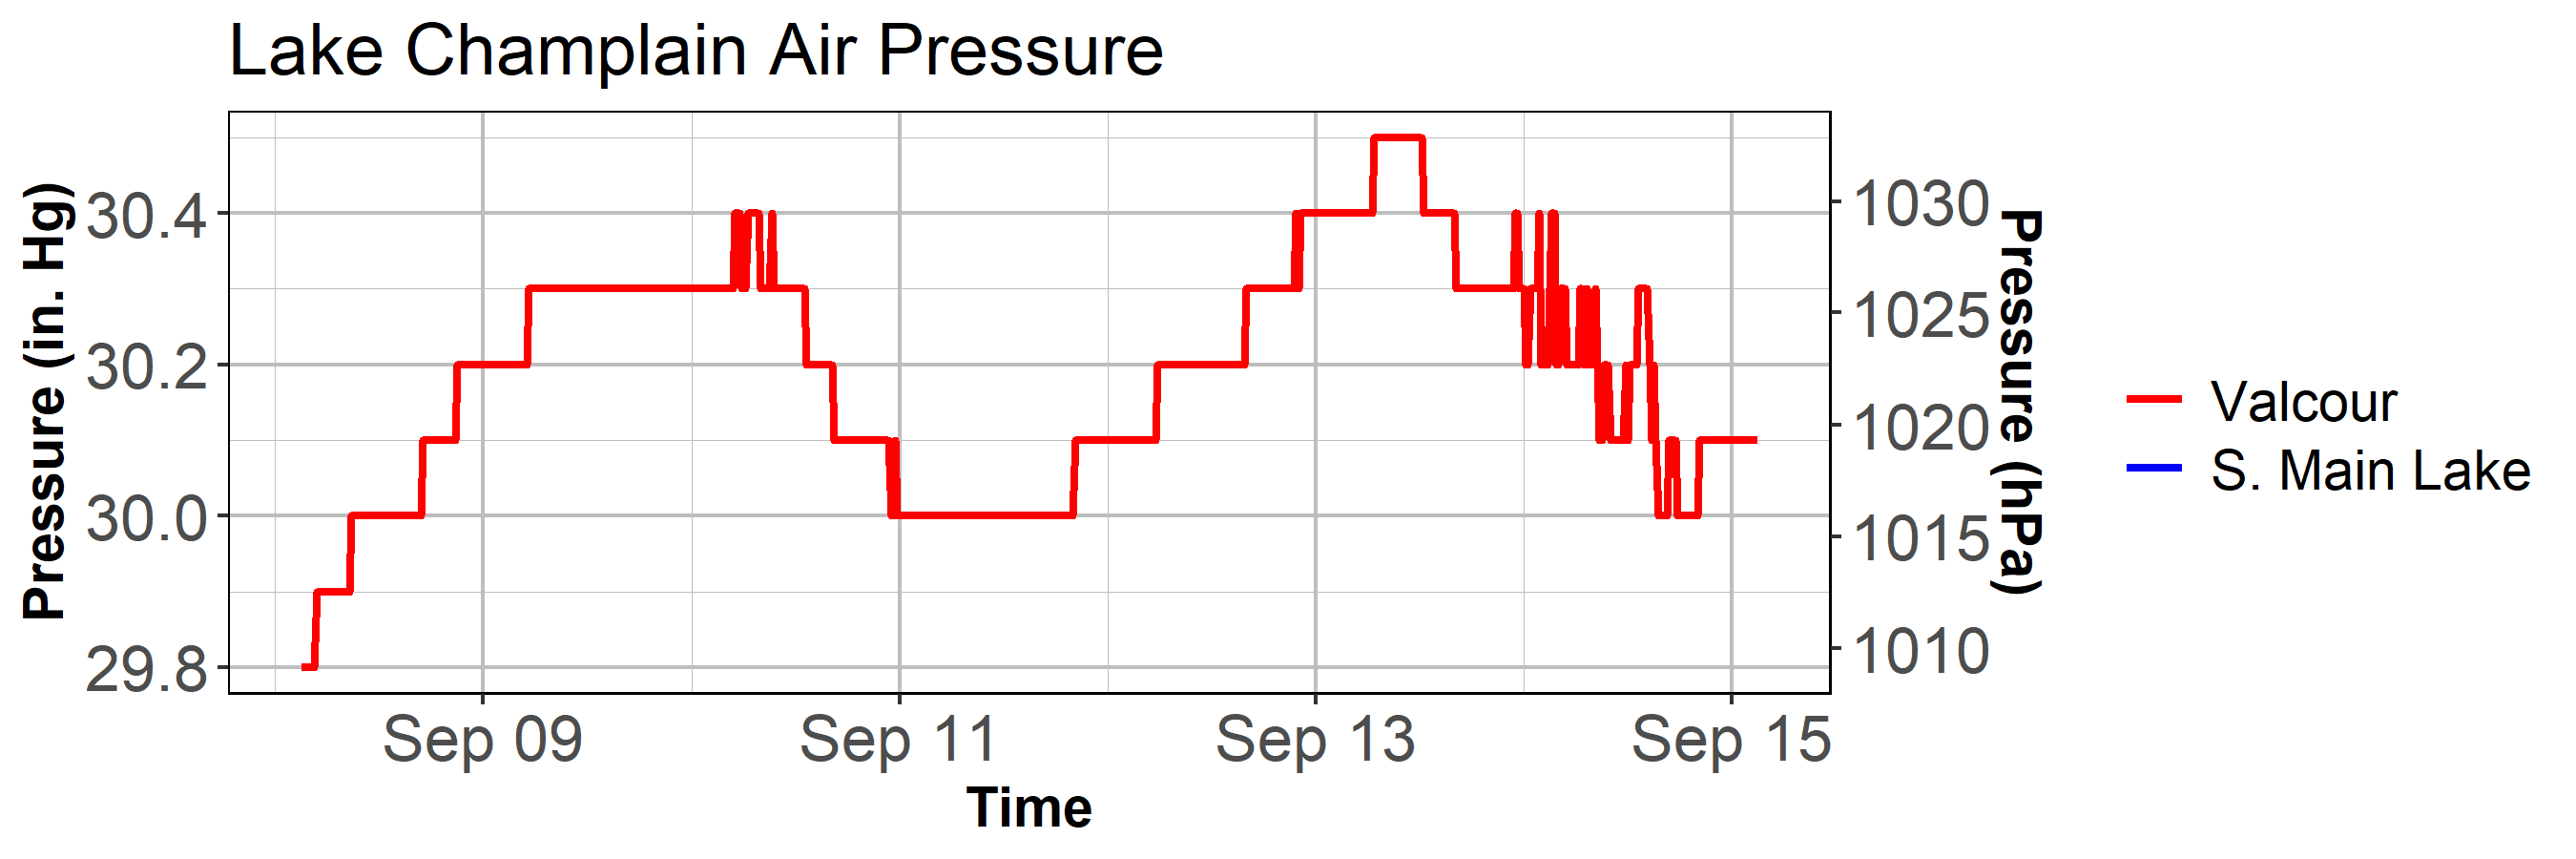 Lake Champlain Air Pressure
Pressure (in. Hg)
30.4
30.2
30.0
29.8
1030
1025
1020
1015
1010
Pressure (hPa)
Sep 09
Sep 11
Sep 13
Sep 15
Time
Valcour
S. Main Lake